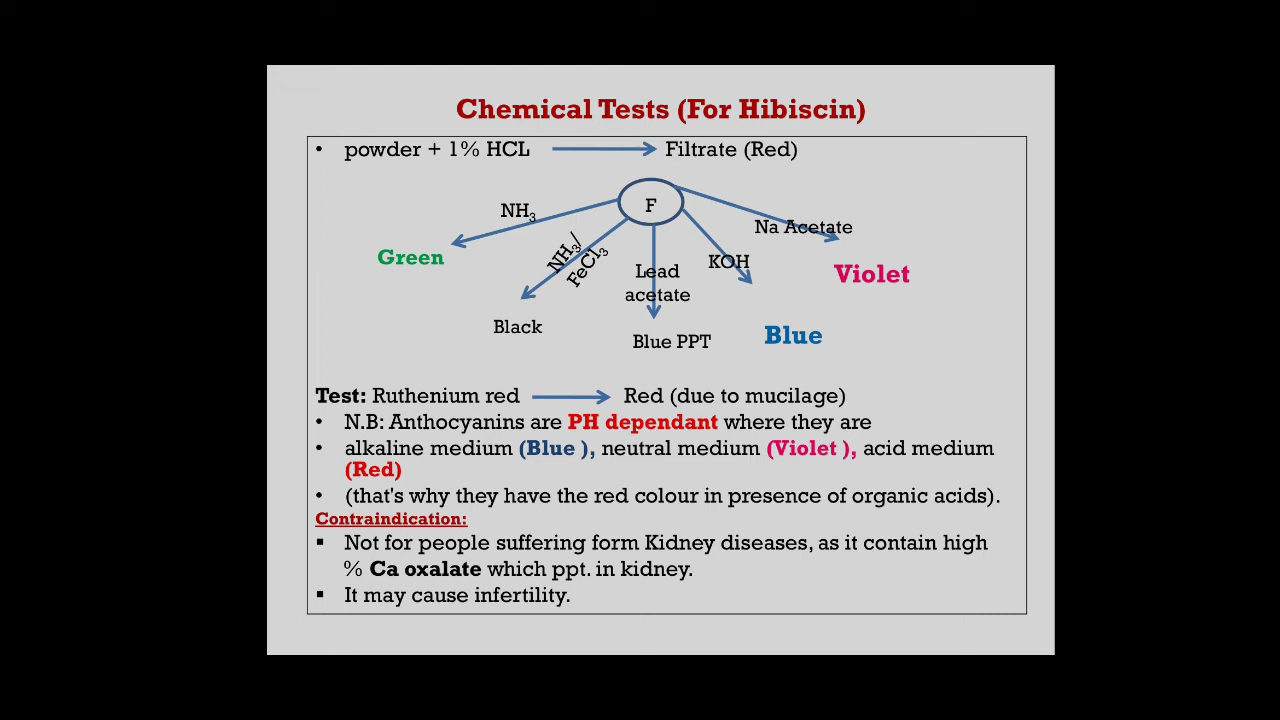 Chemical Tests (For Hibiscin)
• powder + 1% HCL Filtrate (Red)
F
NH3
Green
NH3/
FeCl3
Black
Lead
acetate
Blue PPT
KOH
Blue
Na Acetate
Violet
Test: Ruthenium red Red (due to mucilage)
• N.B: Anthocyanins are PH dependant where they are
• alkaline medium (Blue ), neutral medium (Violet ), acid medium
(Red)
• (that's why they have the red colour in presence of organic acids).
Contraindication:
▪ Not for people suffering form Kidney diseases, as it contain high
% Ca oxalate which ppt. in kidney.
▪ It may cause infertility.